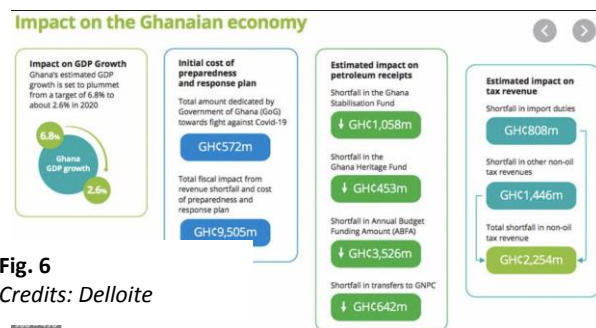 Impact on the Ghanaian economy
Impact on GDP Growth
Ghana's estimated GDP
growth is set to plummet
from a target of 6.8% to
about 2.6% in 2020
6.8%
Ghana
GDP growth
2.6%
Initial cost of
preparedness
and response plan
Total amount dedicated by
Government of Ghana (GoG)
towards fight against Covid-19
GH¢572m
Total fiscal impact from
revenue shortfall and cost
of preparedness and
response plan
GH¢9,505m
Estimated impact on
petroleum receipts
Shortfall in the Ghana
Stabilisation Fund
GH¢1,058m
Shortfall in the
Ghana Heritage Fund
GH¢453m
Shortfall in Annual Budget
Funding Amount (ABFA)
GH¢3,526m
Shortfall in transfers to GNPC
GH¢642m
Estimated impact on
tax revenue
Shortfall in import duties
GH¢808m
Shortfall in other non-oil
tax revenues
GH¢1,446m
Total shortfall in non-oil
tax revenue
GH¢2,254m
Fig. 6
Credits: Delloite